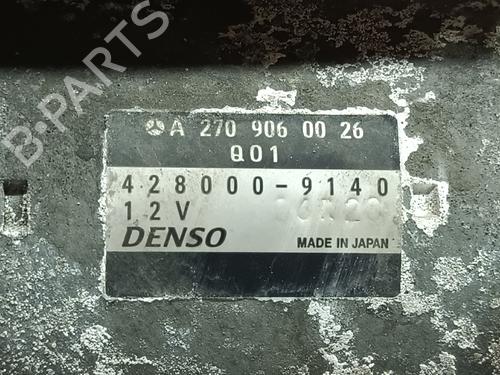 A 270 906 00 26
Q01
428000-9140
12V
DENSO MADE IN JAPAN
B-PARTS